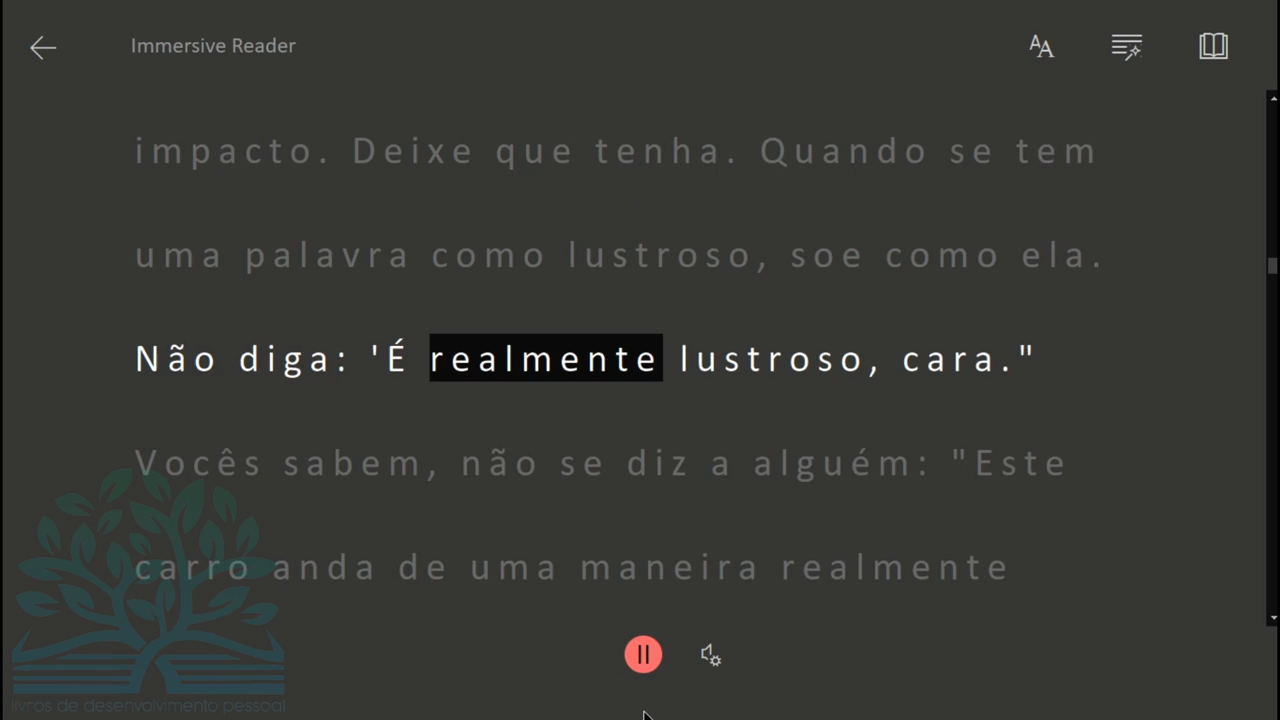 Immersive Reader
impacto. Deixe que tenha. Quando se tem
uma palavra como lustroso, soe como ela.
Não diga: 'É realmente lustroso, cara."
Vocês sabem, não se diz a alguém: "Este
carro anda de uma maneira realmente
livros de desenvolvimento pessoal